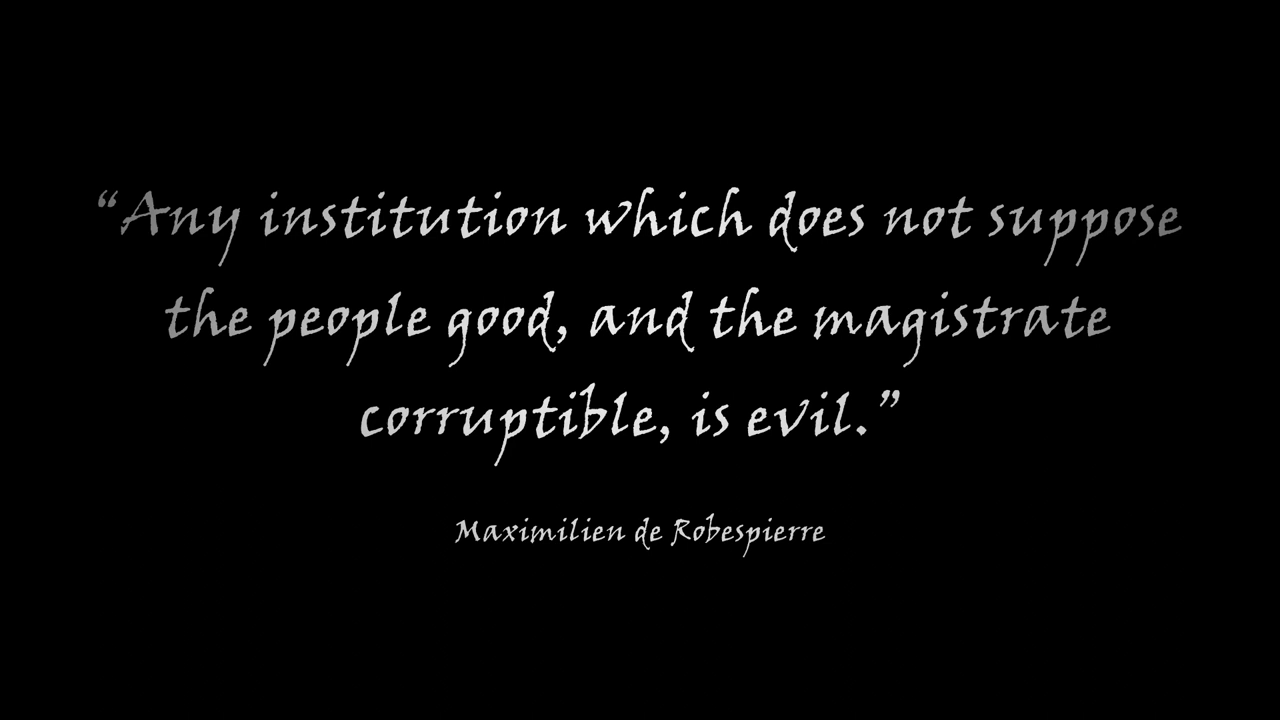 “Any institution which does not suppose
the people good, and the magistrate
corruptible, is evil.”
Maximilien de Robespierre